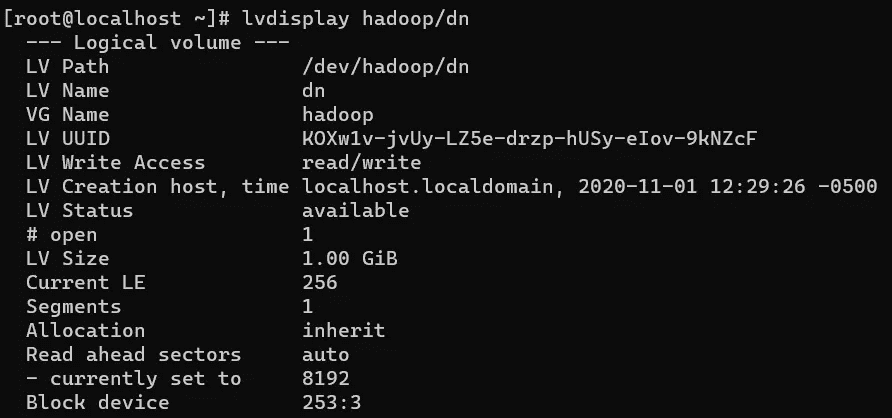 [root@localhost ~]# lvdisplay hadoop/dn
--- Logical volume ---
LV Path                /dev/hadoop/dn
LV Name                dn
VG Name                hadoop
LV UUID                KOXw1v-jvUy-LZ5e-drzp-hUSy-eIov-9kNZcF
LV Write Access        read/write
LV Creation host, time localhost.localdomain, 2020-11-01 12:29:26 -0500
LV Status              available
# open                 1
LV Size                1.00 GiB
Current LE             256
Segments               1
Allocation             inherit
Read ahead sectors     auto
- currently set to     8192
Block device           253:3